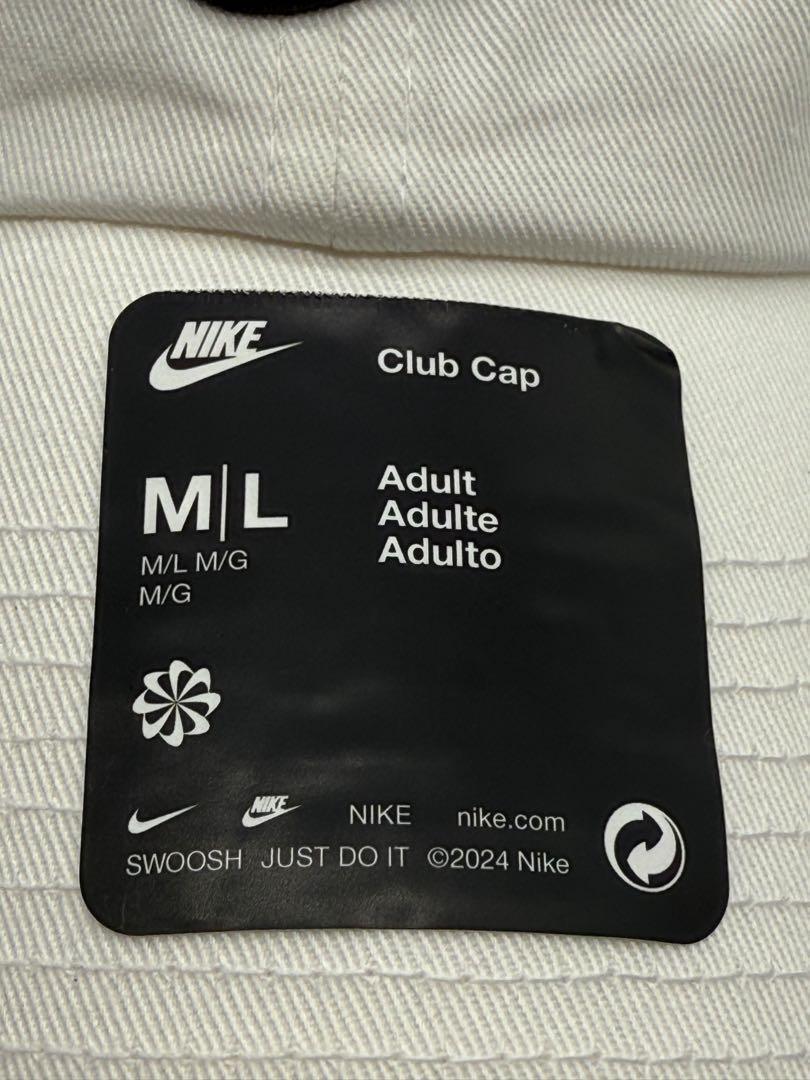 NIKE
Club Cap
M|L
M/L M/G
M/G
Adult
Adulte
Adulto
NIKE NIKE nike.com
SWOOSH JUST DO IT ©2024 Nike